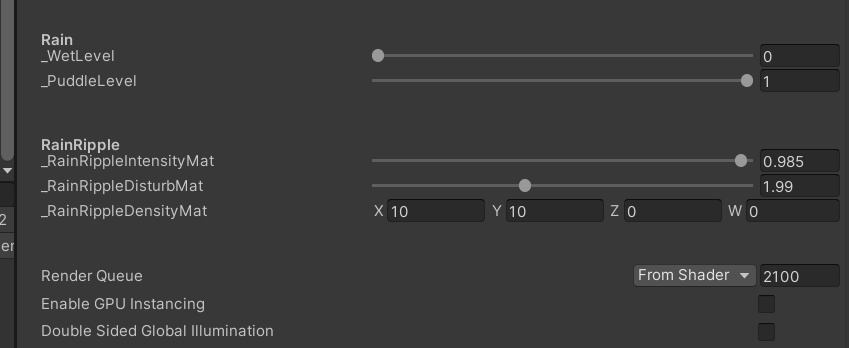 Rain
_WetLevel 0
_PuddleLevel 1
RainRipple
_RainRippleIntensityMat 0.985
_RainRippleDisturbMat 1.99
_RainRippleDensityMat X 10 Y 10 Z 0 W 0
2
er
Render Queue From Shader 2100
Enable GPU Instancing
Double Sided Global Illumination